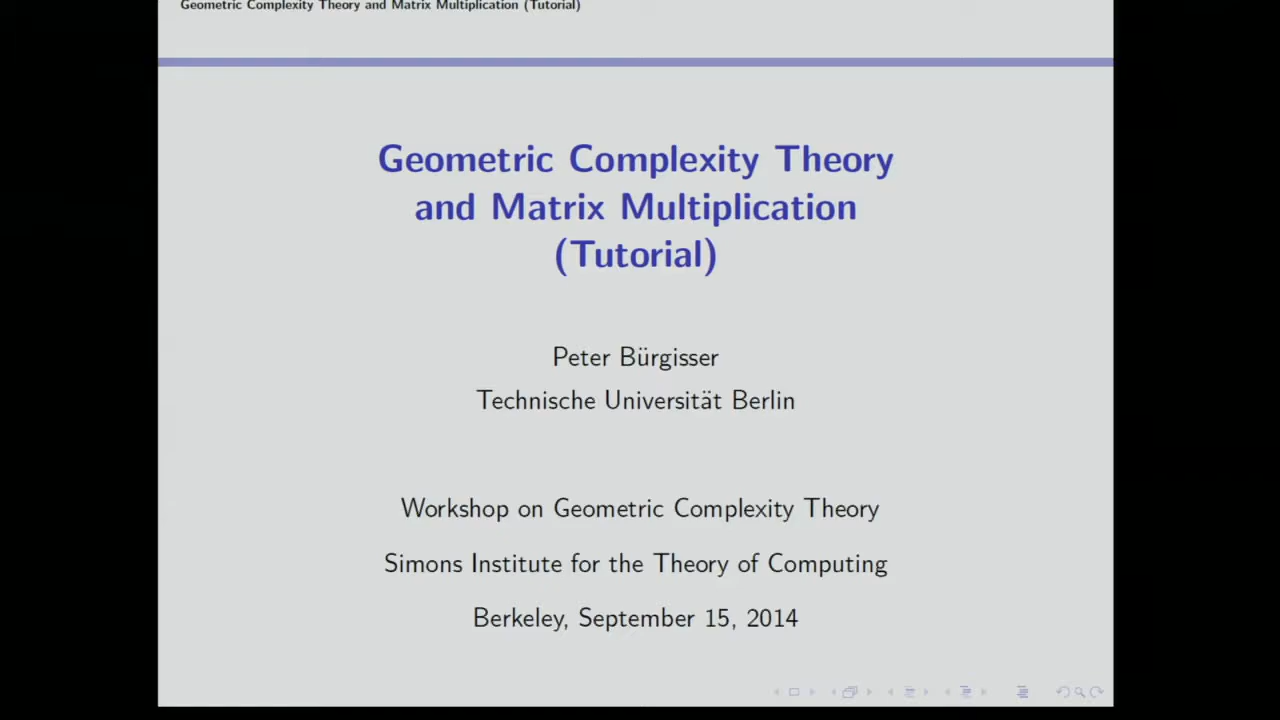 Geometric Complexity Theory and Matrix Multiplication (Tutorial)
Geometric Complexity Theory
and Matrix Multiplication
(Tutorial)
Peter Bürgisser
Technische Universität Berlin
Workshop on Geometric Complexity Theory
Simons Institute for the Theory of Computing
Berkeley, September 15, 2014